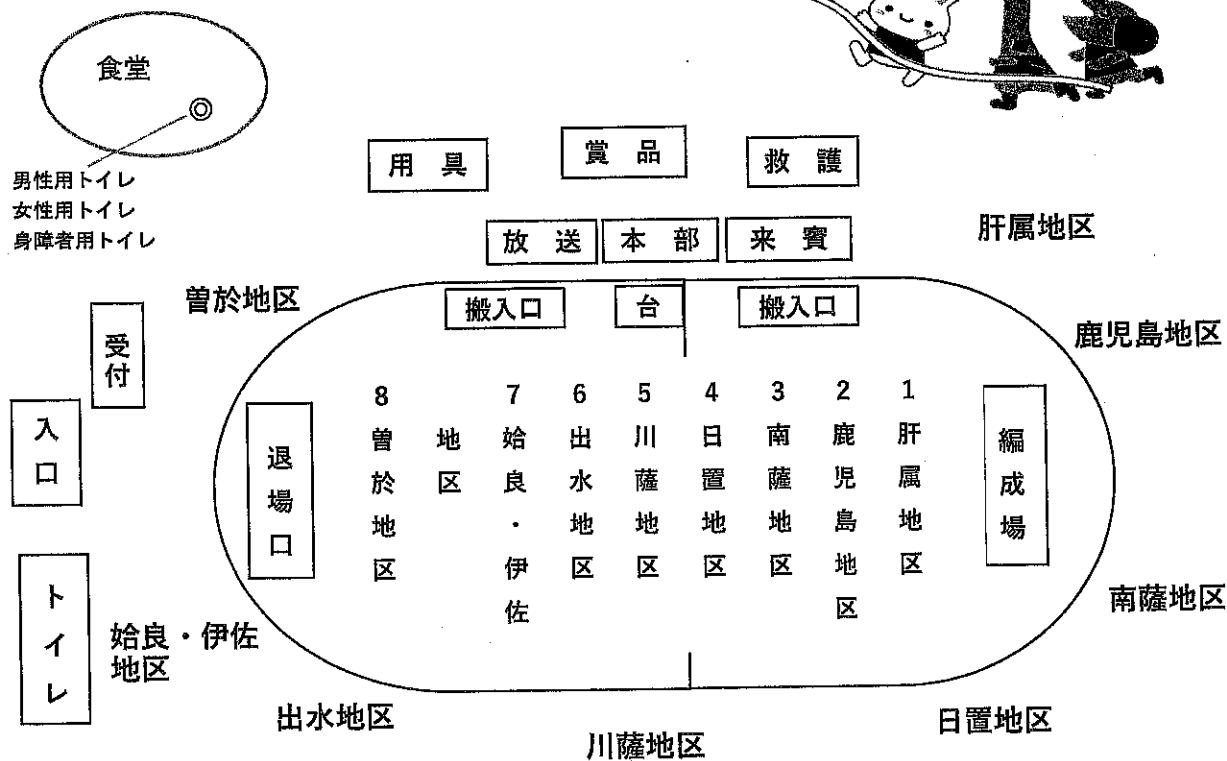 食堂
男性用トイレ
女性用トイレ
身障者用トイレ
用具
賞品
救護
放送
本部
来賓
肝属地区
曽於地区
搬入口
台
搬入口
鹿児島地区
受付
入口
トイレ
退場口
編成場
1 肝属地区
2 鹿児島地区
3 南薩地区
4 日置地区
5 川薩地区
6 出水地区
7 姶良・伊佐
地区
8 曽於地区
南薩地区
姶良・伊佐
地区
出水地区
川薩地区
日置地区